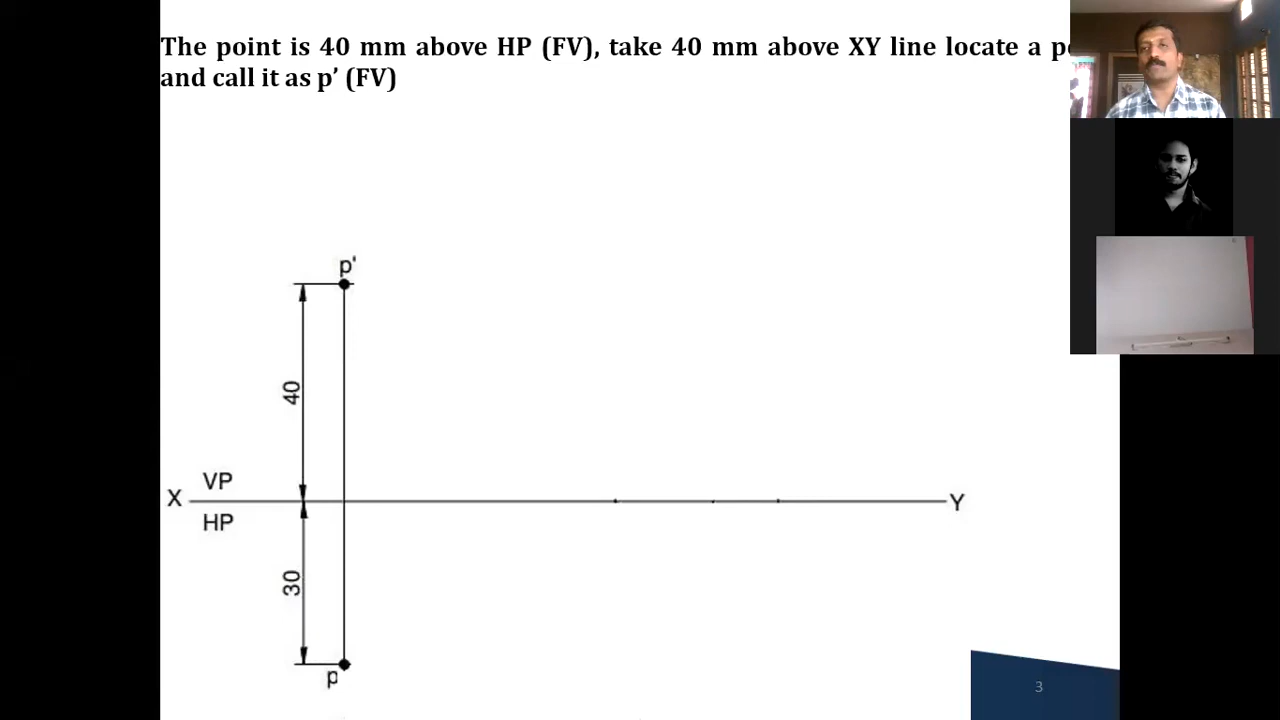 The point is 40 mm above HP (FV), take 40 mm above XY line locate a
and call it as p’ (FV)
p'
40
X
VP
HP
Y
30
p
3